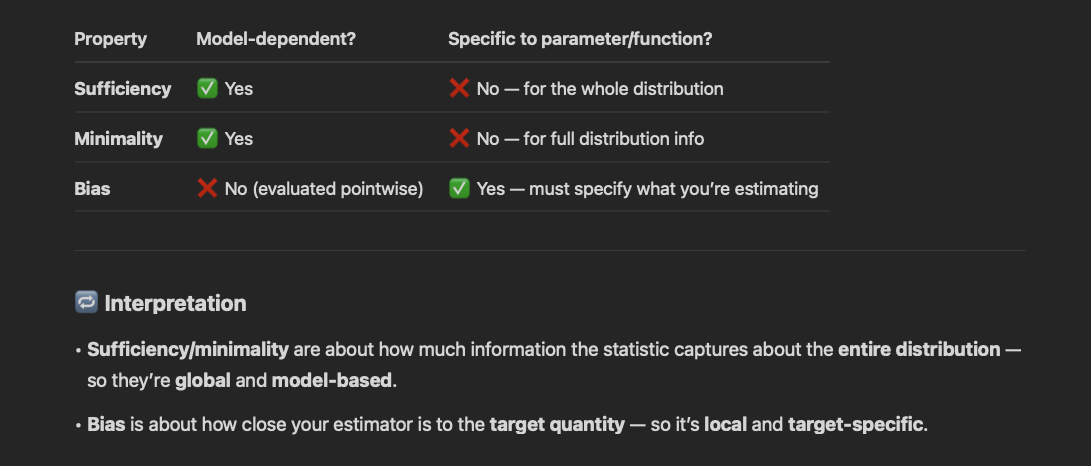 Property Model-dependent? Specific to parameter/function?
Sufficiency ✅ Yes ❌ No — for the whole distribution
Minimality ✅ Yes ❌ No — for full distribution info
Bias ❌ No (evaluated pointwise) ✅ Yes — must specify what you’re estimating
🔁 Interpretation
• Sufficiency/minimality are about how much information the statistic captures about the entire distribution —
so they’re global and model-based.
• Bias is about how close your estimator is to the target quantity — so it’s local and target-specific.